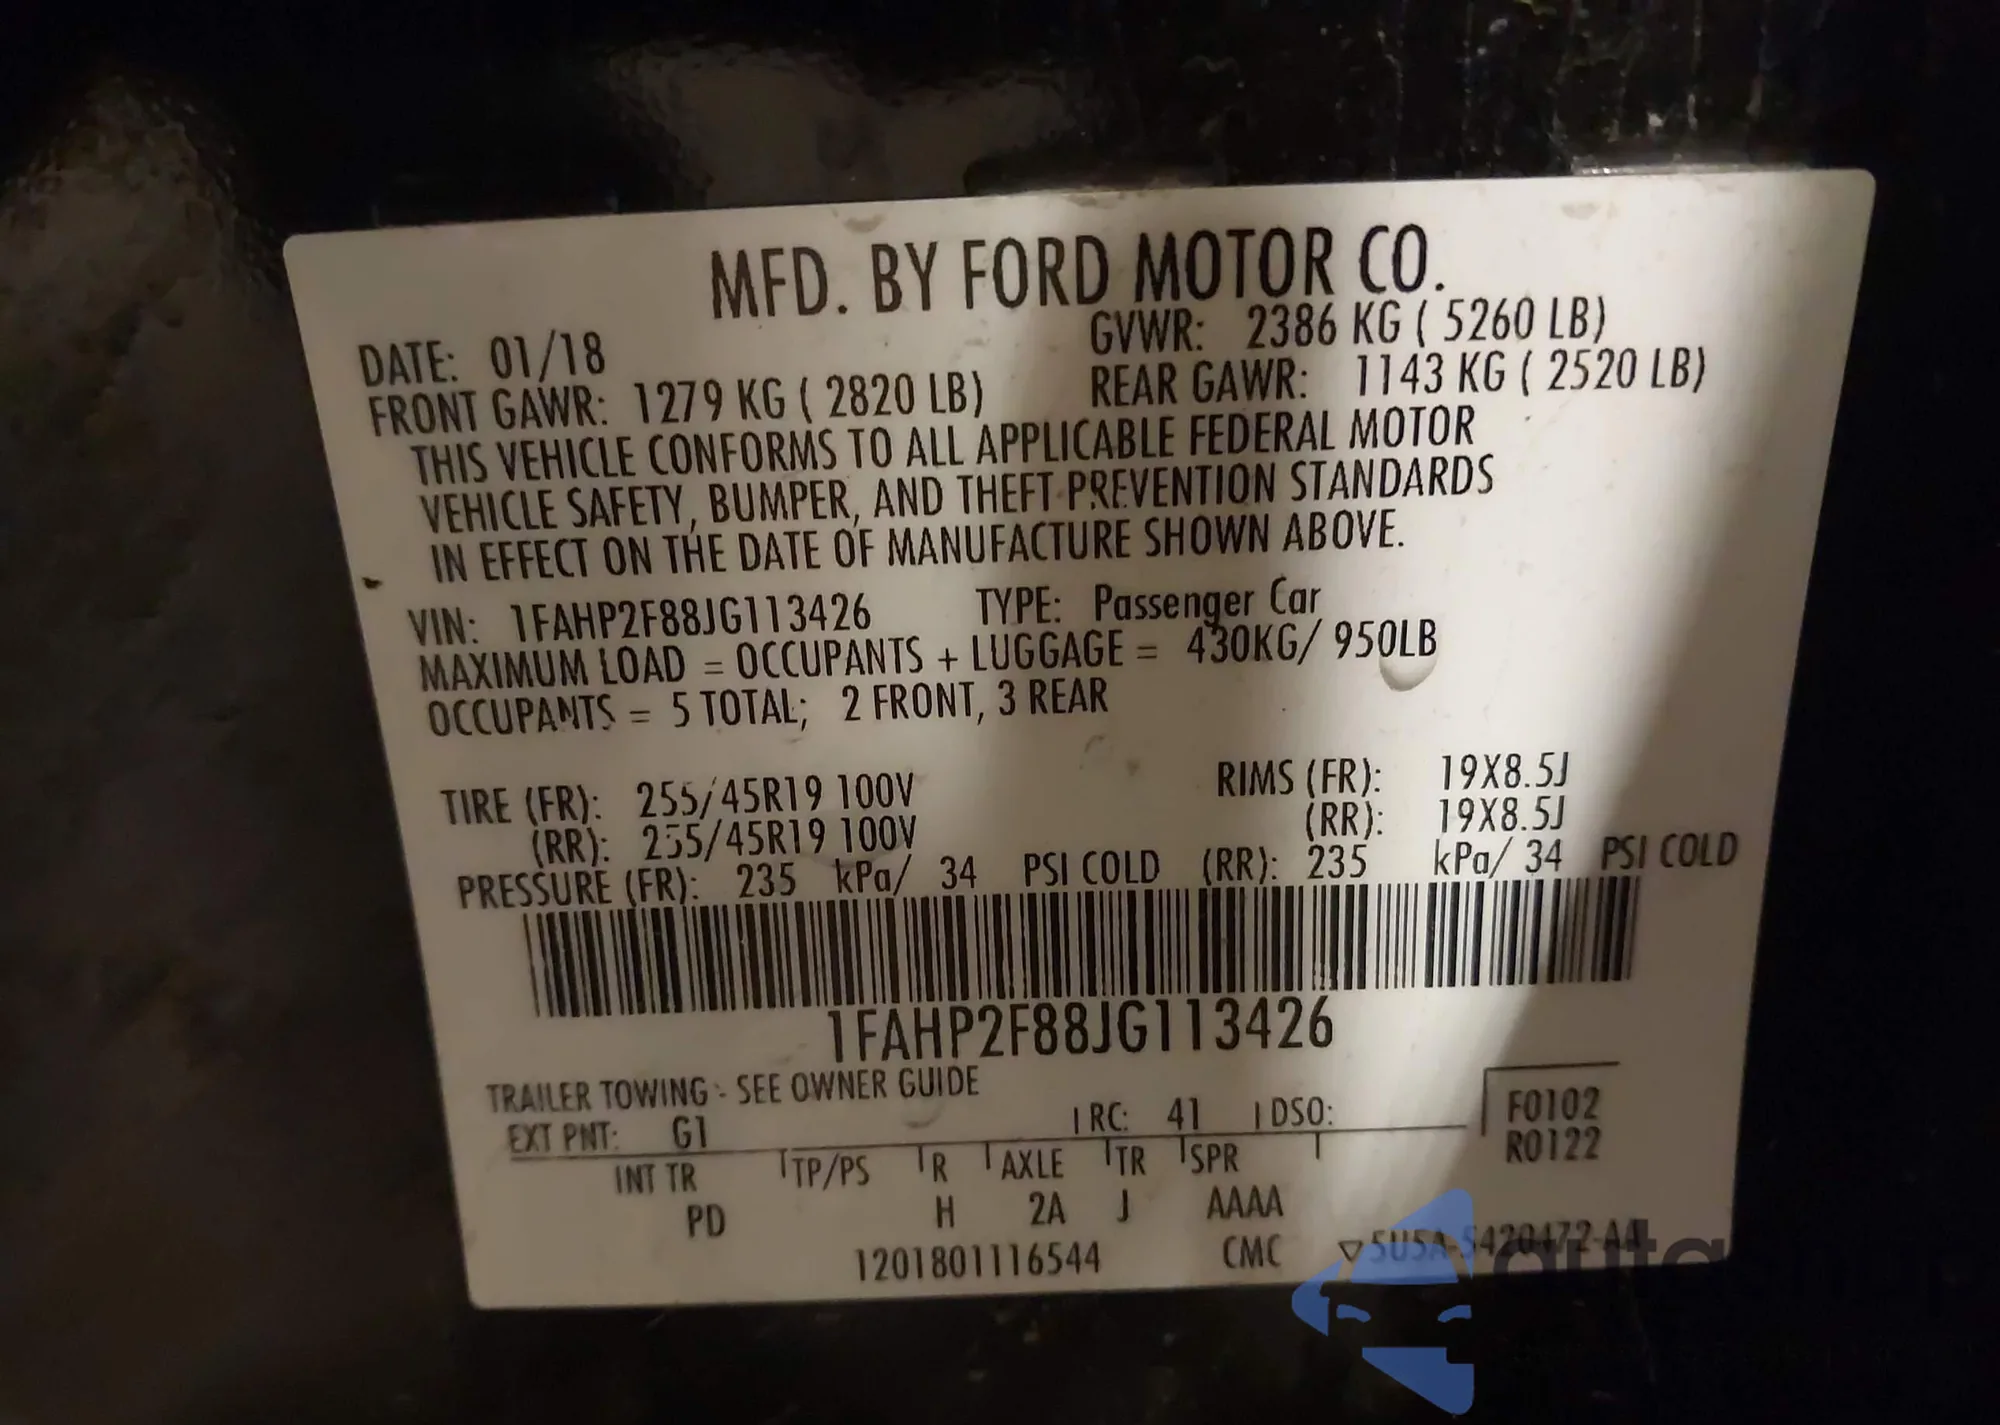 MFD. BY FORD MOTOR CO.
DATE: 01/18 GVWR: 2386 KG ( 5260 LB)
FRONT GAWR: 1279 KG ( 2820 LB) REAR GAWR: 1143 KG ( 2520 LB)
THIS VEHICLE CONFORMS TO ALL APPLICABLE FEDERAL MOTOR
VEHICLE SAFETY, BUMPER, AND THEFT PREVENTION STANDARDS
IN EFFECT ON THE DATE OF MANUFACTURE SHOWN ABOVE.
VIN: 1FAHP2F88JG113426 TYPE: Passenger Car
MAXIMUM LOAD = OCCUPANTS + LUGGAGE = 430KG/ 950LB
OCCUPANTS = 5 TOTAL; 2 FRONT, 3 REAR
TIRE (FR): 255/45R19 100V RIMS (FR): 19X8.5J
(RR): 255/45R19 100V (RR): 19X8.5J
PRESSURE (FR): 235 kPa/ 34 PSI COLD (RR): 235 kPa/ 34 PSI COLD
1FAHP2F88JG113426
TRAILER TOWING - SEE OWNER GUIDE
EXT PNT: G1 RC: 41 DSO: F0102
R0122
INT TR TP/PS R AXLE TR SPR
PD H 2A J AAAA
1201801116544 CMC ▽5U5A-5420472-AA